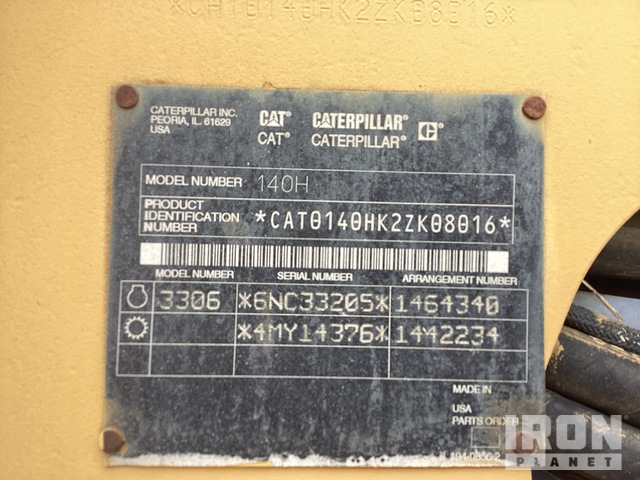 *CAT0140HK2ZK08016*
CATERPILLAR INC.
PEORIA, IL. 61629
USA
CAT® CATERPILLAR® C®
CAT® CATERPILLAR®
MODEL NUMBER 140H
PRODUCT
IDENTIFICATION
NUMBER *CAT0140HK2ZK08016*
MODEL NUMBER SERIAL NUMBER ARRANGEMENT NUMBER
3306 *6NC33205* 1464340
*4MY14376* 1442234
MADE IN
USA
PARTS ORDER
IRON
PLANET